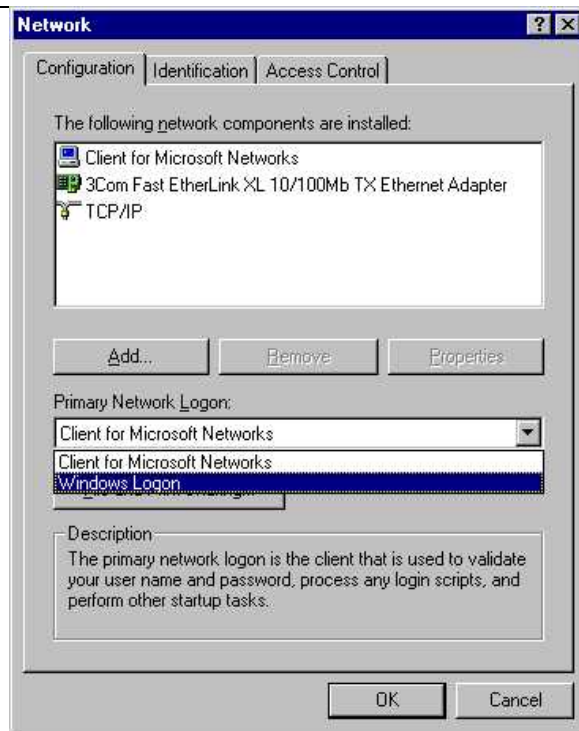 Network
Configuration Identification Access Control
The following network components are installed:
Client for Microsoft Networks
3Com Fast EtherLink XL 10/100Mb TX Ethernet Adapter
TCP/IP
Add... Remove Properties
Primary Network Logon:
Client for Microsoft Networks
Client for Microsoft Networks
Windows Logon
Description
The primary network logon is the client that is used to validate
your user name and password, process any login scripts, and
perform other startup tasks.
OK Cancel